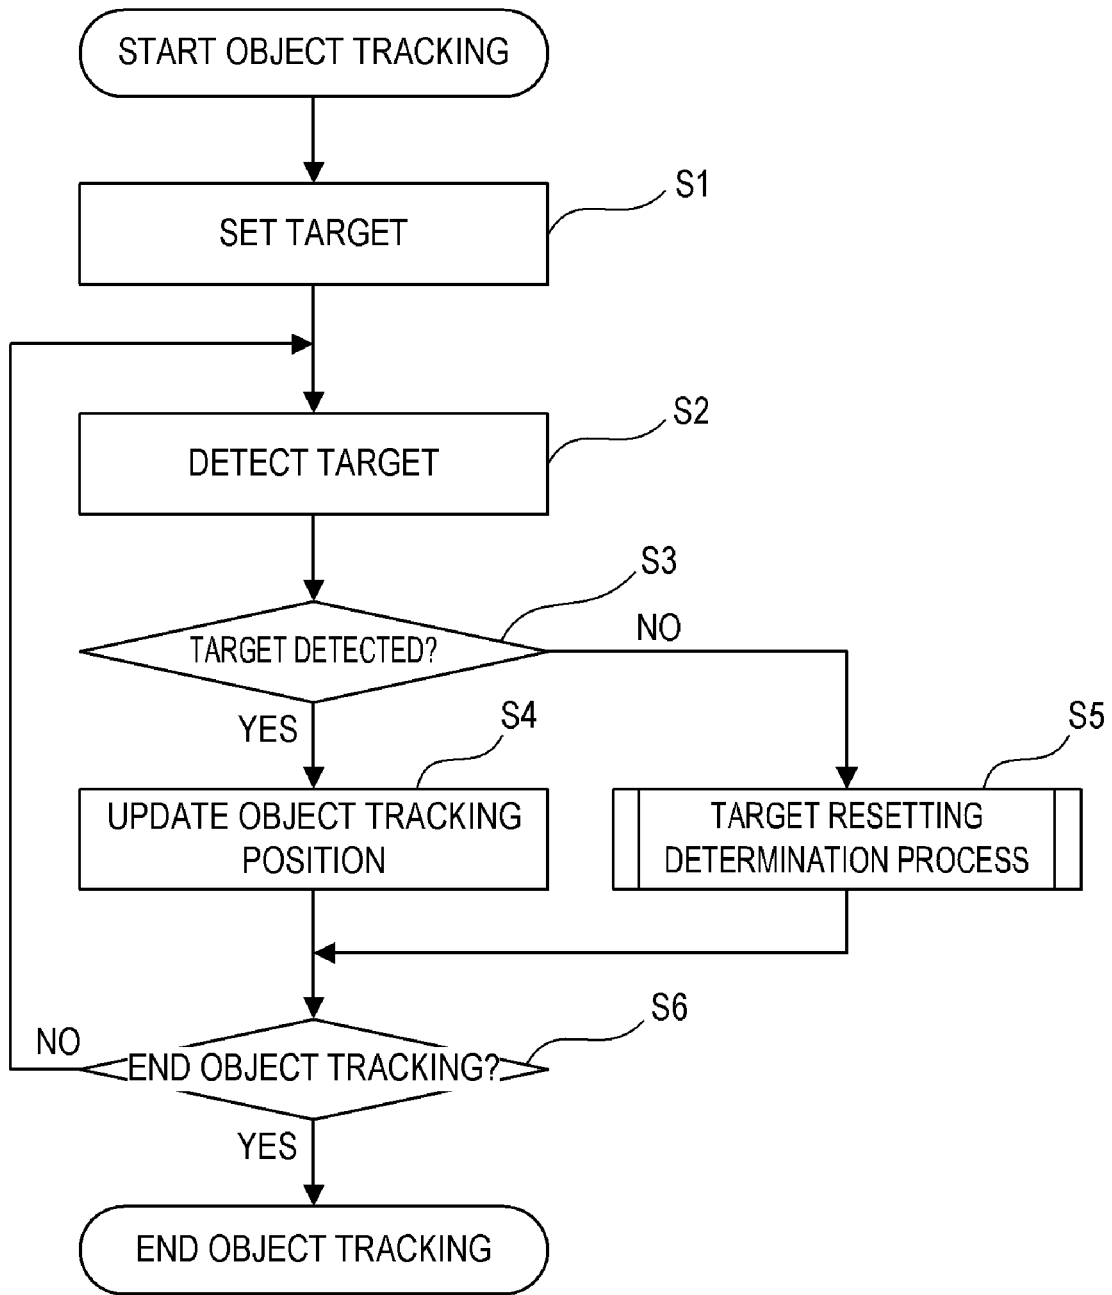 START OBJECT TRACKING
S1
SET TARGET
S2
DETECT TARGET
S3
TARGET DETECTED?
NO
YES
S4
S5
UPDATE OBJECT TRACKING
POSITION
TARGET RESETTING
DETERMINATION PROCESS
S6
NO
END OBJECT TRACKING?
YES
END OBJECT TRACKING